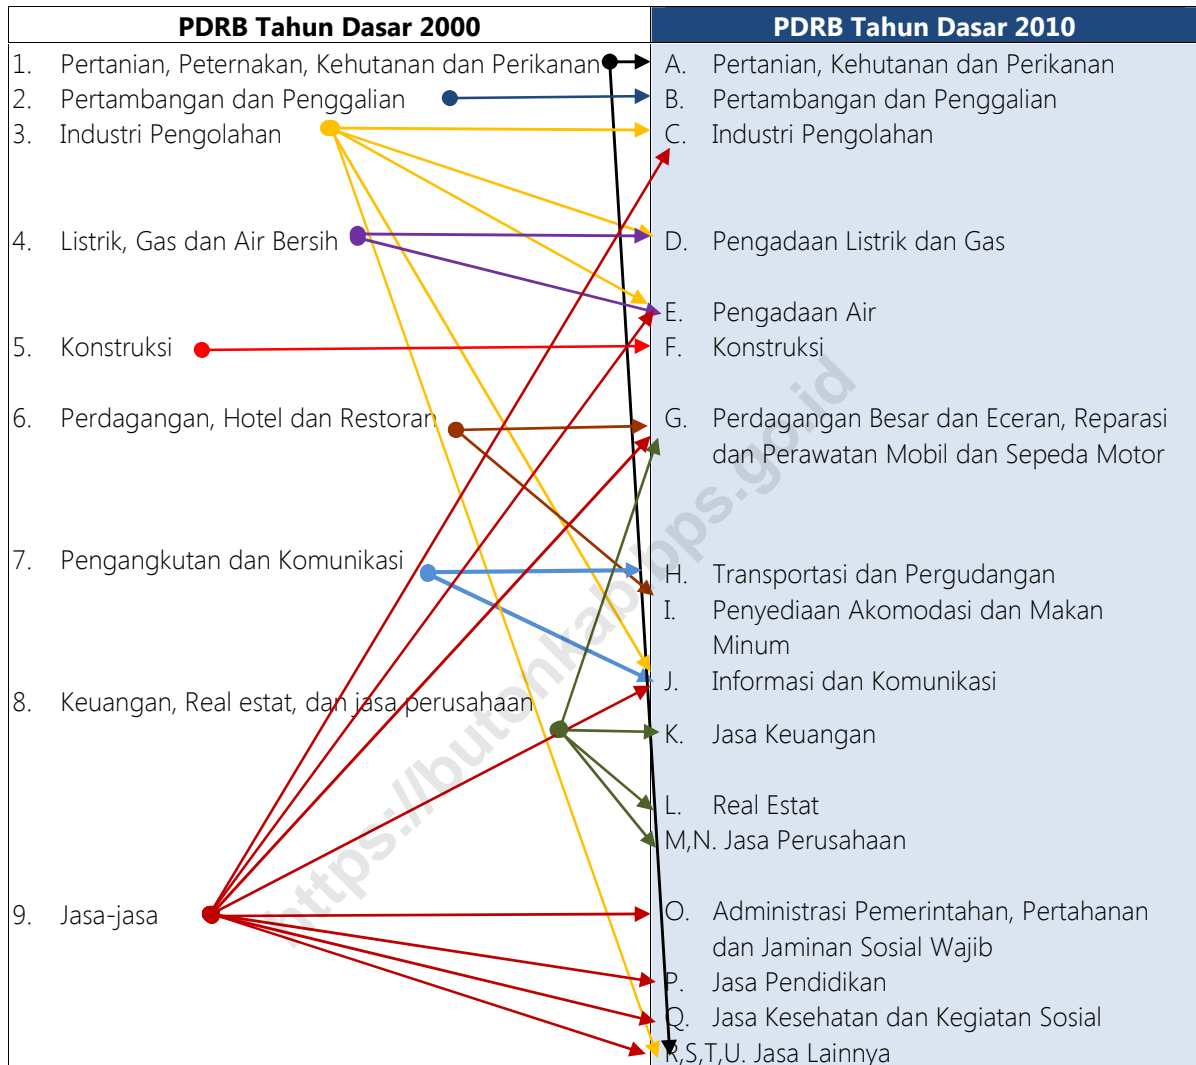 PDRB Tahun Dasar 2000
PDRB Tahun Dasar 2010
1. Pertanian, Peternakan, Kehutanan dan Perikanan
2. Pertambangan dan Penggalian
3. Industri Pengolahan
4. Listrik, Gas dan Air Bersih
5. Konstruksi
6. Perdagangan, Hotel dan Restoran
7. Pengangkutan dan Komunikasi
8. Keuangan, Real estat, dan jasa perusahaan
9. Jasa-jasa
A. Pertanian, Kehutanan dan Perikanan
B. Pertambangan dan Penggalian
C. Industri Pengolahan
D. Pengadaan Listrik dan Gas
E. Pengadaan Air
F. Konstruksi
G. Perdagangan Besar dan Eceran, Reparasi
dan Perawatan Mobil dan Sepeda Motor
H. Transportasi dan Pergudangan
I. Penyediaan Akomodasi dan Makan
Minum
J. Informasi dan Komunikasi
K. Jasa Keuangan
L. Real Estat
M,N. Jasa Perusahaan
O. Administrasi Pemerintahan, Pertahanan
dan Jaminan Sosial Wajib
P. Jasa Pendidikan
Q. Jasa Kesehatan dan Kegiatan Sosial
R,S,T,U. Jasa Lainnya
https://butonkab.bps.go.id